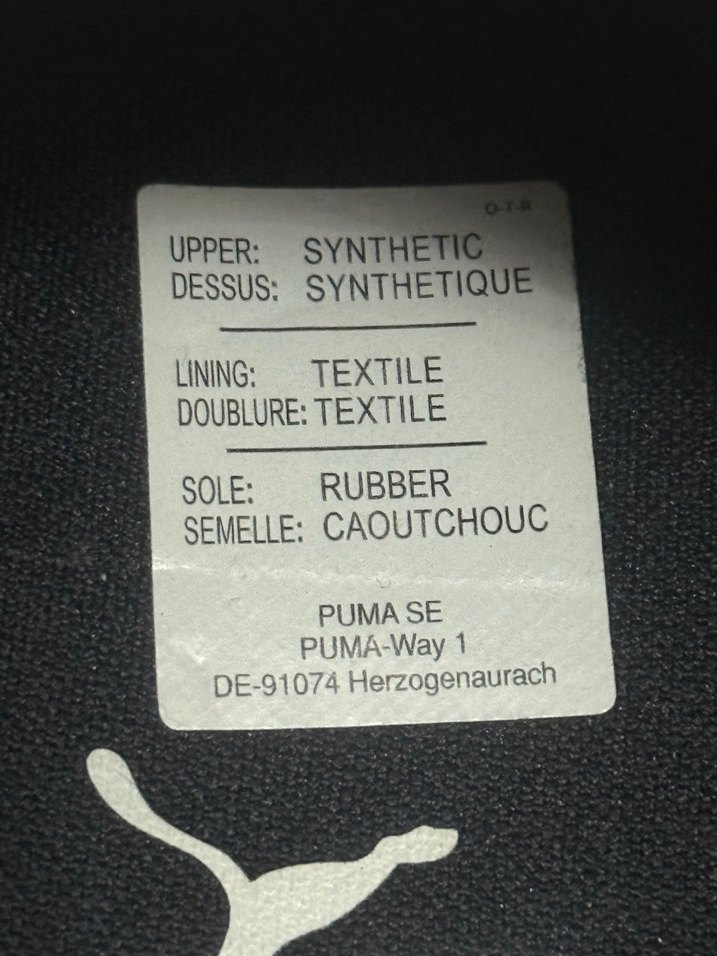 O-T-R
UPPER: SYNTHETIC
DESSUS: SYNTHETIQUE
LINING: TEXTILE
DOUBLURE: TEXTILE
SOLE: RUBBER
SEMELLE: CAOUTCHOUC
PUMA SE
PUMA-Way 1
DE-91074 Herzogenaurach